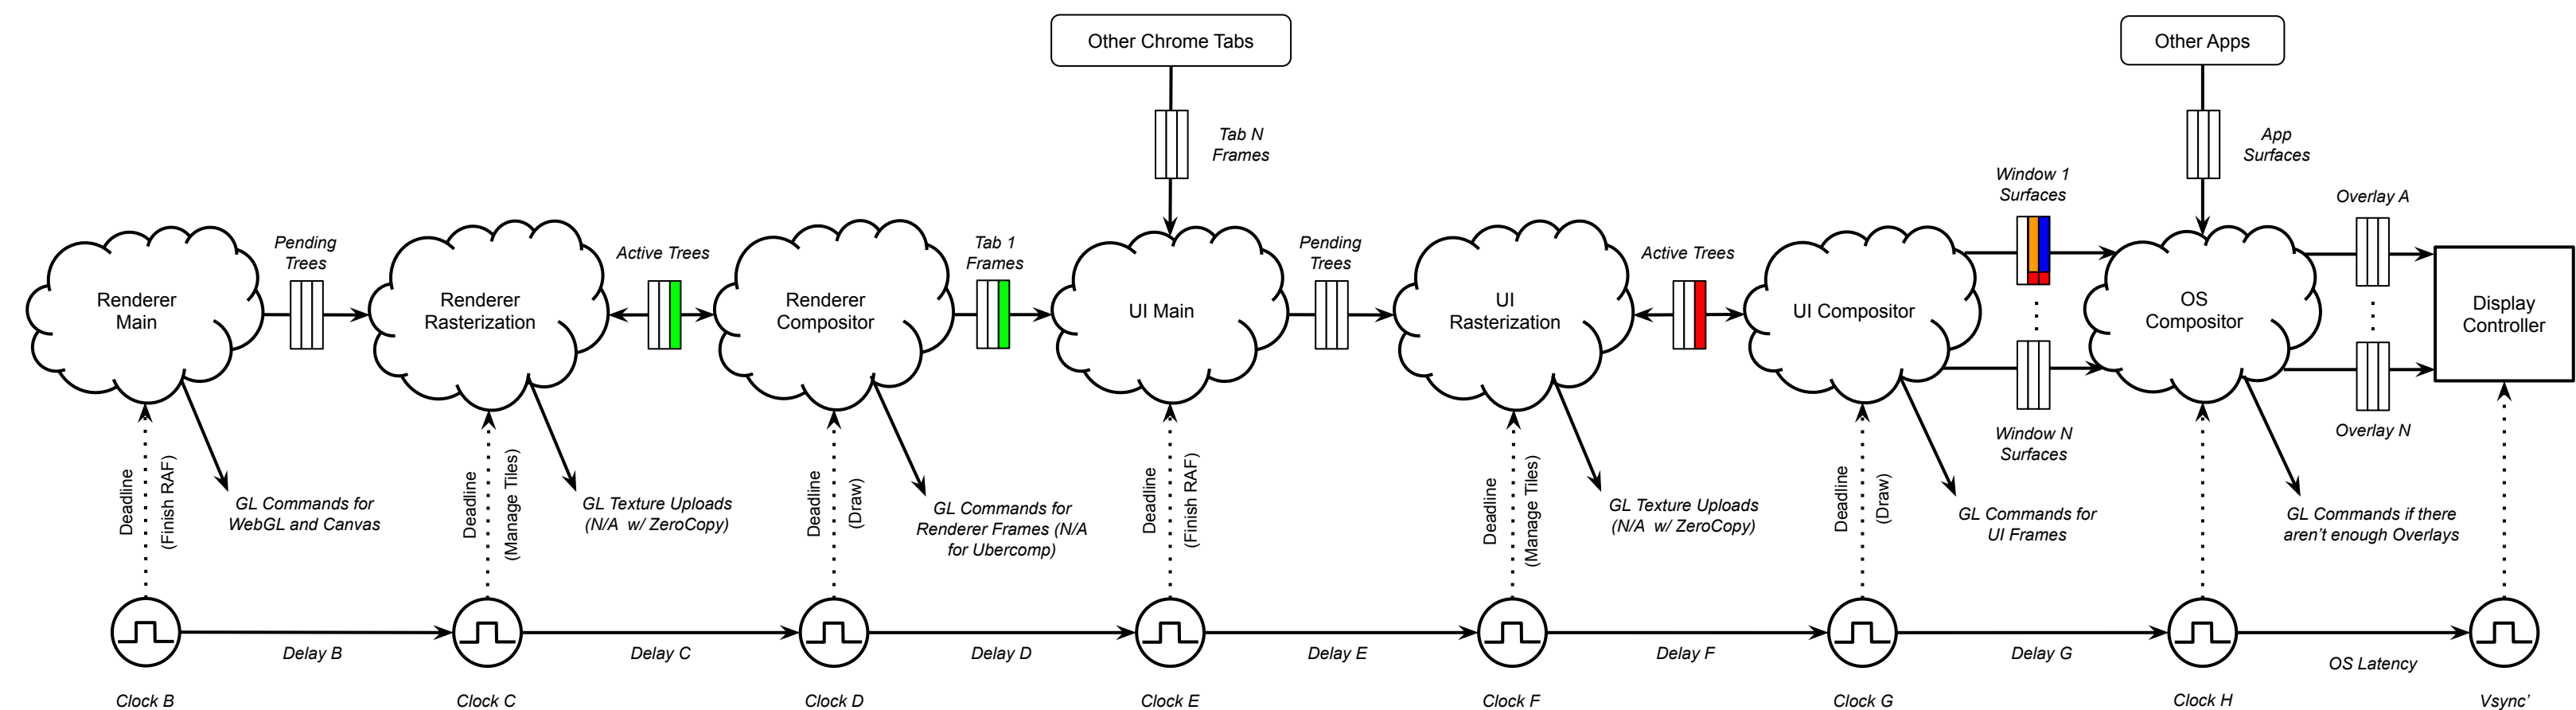 Other Chrome Tabs
Other Apps
Tab N
Frames
App
Surfaces
Window 1
Surfaces
Overlay A
Pending
Trees
Active Trees
Tab 1
Frames
Pending
Trees
Active Trees
Renderer
Main
Renderer
Rasterization
Renderer
Compositor
UI Main
UI
Rasterization
UI Compositor
OS
Compositor
Display
Controller
Window N
Surfaces
Overlay N
Deadline
(Finish RAF)
GL Commands for
WebGL and Canvas
Deadline
(Manage Tiles)
GL Texture Uploads
(N/A w/ ZeroCopy)
Deadline
(Draw)
GL Commands for
Renderer Frames (N/A
for Ubercomp)
Deadline
(Finish RAF)
Deadline
(Manage Tiles)
GL Texture Uploads
(N/A w/ ZeroCopy)
Deadline
(Draw)
GL Commands for
UI Frames
GL Commands if there
aren't enough Overlays
Delay B
Delay C
Delay D
Delay E
Delay F
Delay G
OS Latency
Clock B
Clock C
Clock D
Clock E
Clock F
Clock G
Clock H
Vsync'